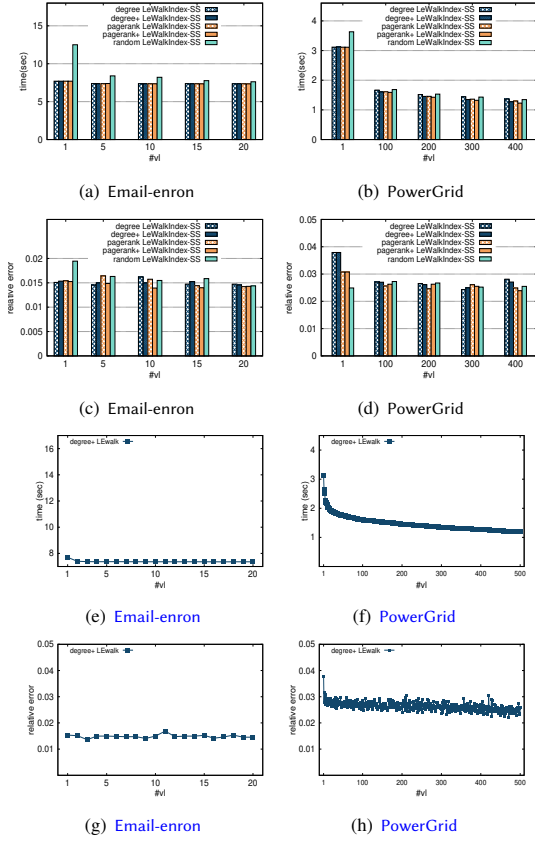 degree LeWalkIndex-SS
degree+ LeWalkIndex-SS
pagerank LeWalkIndex-SS
pagerank+ LeWalkIndex-SS
random LeWalkIndex-SS
time(sec)
15
10
5
0
1 5 10 15 20
#vl
(a) Email-enron
degree LeWalkIndex-SS
degree+ LeWalkIndex-SS
pagerank LeWalkIndex-SS
pagerank+ LeWalkIndex-SS
random LeWalkIndex-SS
time (sec)
4
3
2
1
0
1 100 200 300 400
#vl
(b) PowerGrid
degree LeWalkIndex-SS
degree+ LeWalkIndex-SS
pagerank LeWalkIndex-SS
pagerank+ LeWalkIndex-SS
random LeWalkIndex-SS
relative error
0.02
0.015
0.01
0.005
0
1 5 10 15 20
#vl
(c) Email-enron
degree LeWalkIndex-SS
degree+ LeWalkIndex-SS
pagerank LeWalkIndex-SS
pagerank+ LeWalkIndex-SS
random LeWalkIndex-SS
relative error
0.05
0.04
0.03
0.02
0.01
0
1 100 200 300 400
#vl
(d) PowerGrid
degree+ LEwalk
time (sec)
16
14
12
10
8
1 5 10 15 20
#vl
(e) Email-enron
degree+ LEwalk
time (sec)
4
3
2
1
1 100 200 300 400 500
#vl
(f) PowerGrid
degree+ LEwalk
relative error
0.05
0.04
0.03
0.02
0.01
1 5 10 15 20
#vl
(g) Email-enron
degree+ LEwalk
relative error
0.05
0.04
0.03
0.02
0.01
1 100 200 300 400 500
#vl
(h) PowerGrid